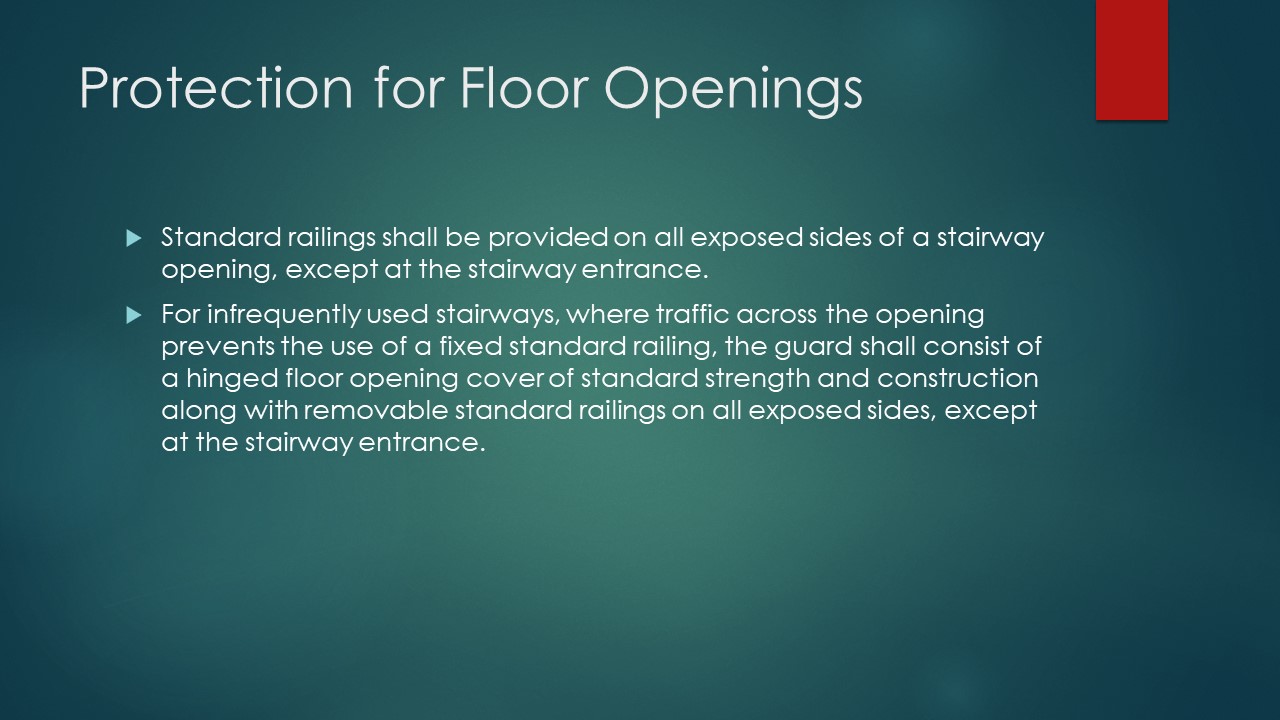 Protection for Floor Openings
Standard railings shall be provided on all exposed sides of a stairway
opening, except at the stairway entrance.
For infrequently used stairways, where traffic across the opening
prevents the use of a fixed standard railing, the guard shall consist of
a hinged floor opening cover of standard strength and construction
along with removable standard railings on all exposed sides, except
at the stairway entrance.